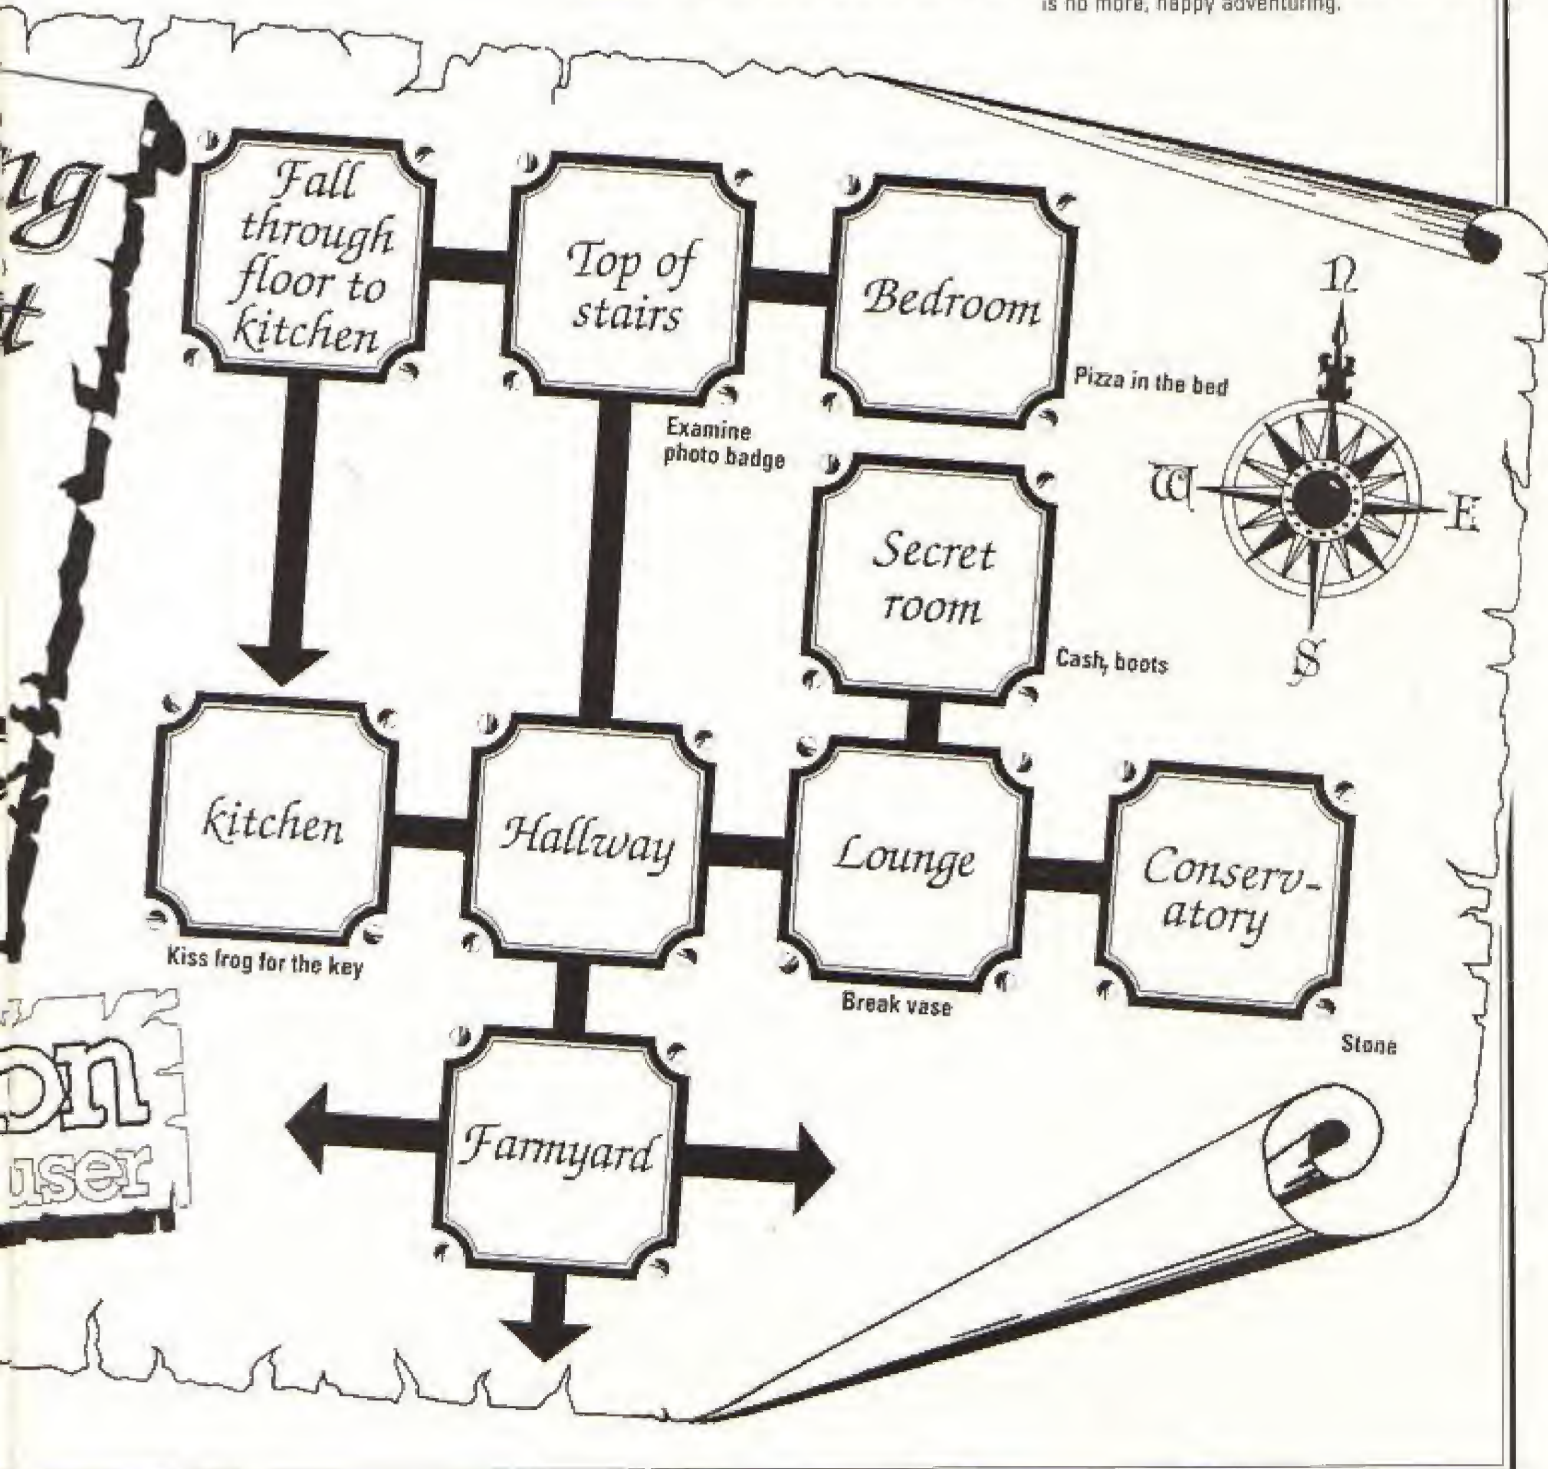 is no more, happy adventuring.
Fall
through
floor to
kitchen
Top of
stairs
Bedroom
Pizza in the bed
Examine
photo badge
N
W
E
S
Secret
room
Cash, boots
kitchen
Hallway
Lounge
Conserv-
atory
Kiss frog for the key
Break vase
Stone
Farmyard
user